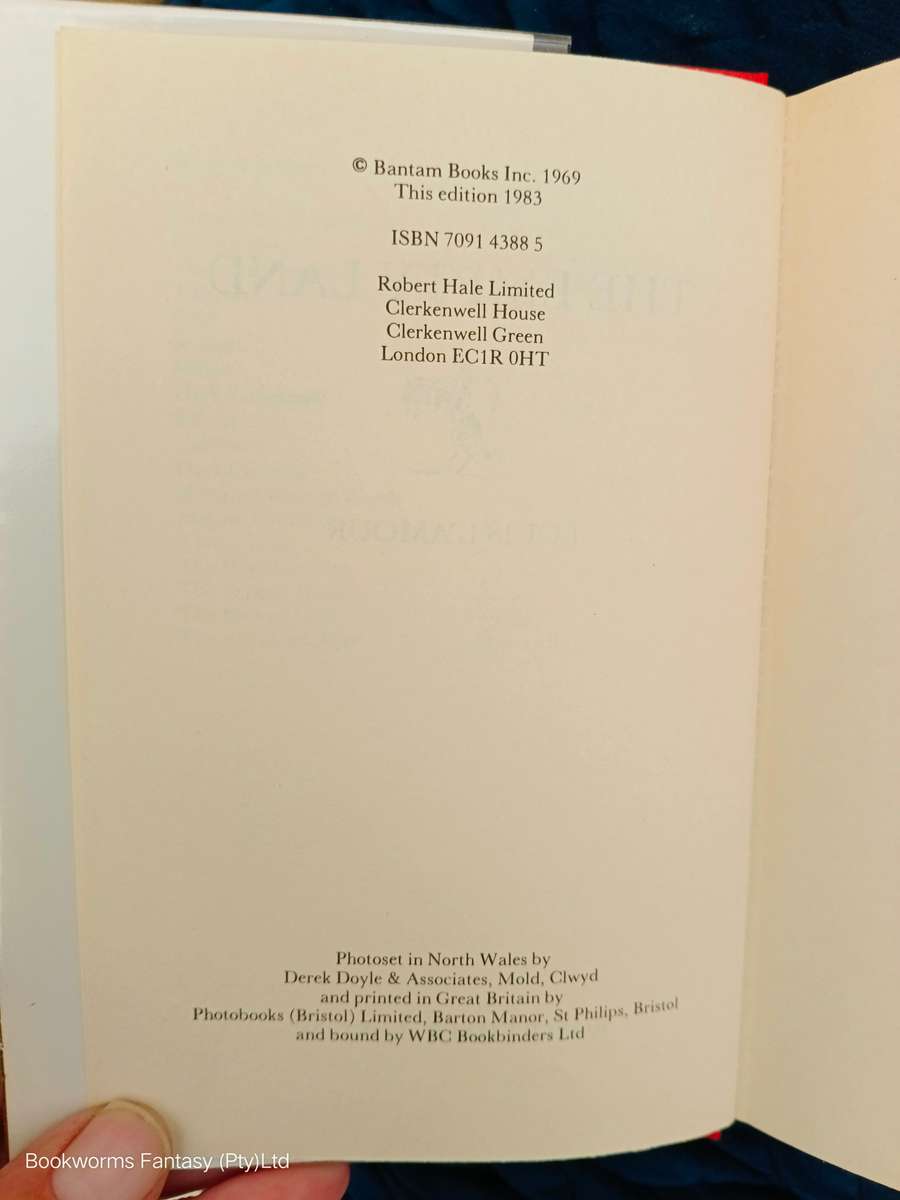 © Bantam Books Inc. 1969
This edition 1983
ISBN 7091 4388 5
Robert Hale Limited
Clerkenwell House
Clerkenwell Green
London EC1R 0HT
Photoset in North Wales by
Derek Doyle & Associates, Mold, Clwyd
and printed in Great Britain by
Photobooks (Bristol) Limited, Barton Manor, St Philips, Bristol
and bound by WBC Bookbinders Ltd
Bookworms Fantasy (Pty)Ltd